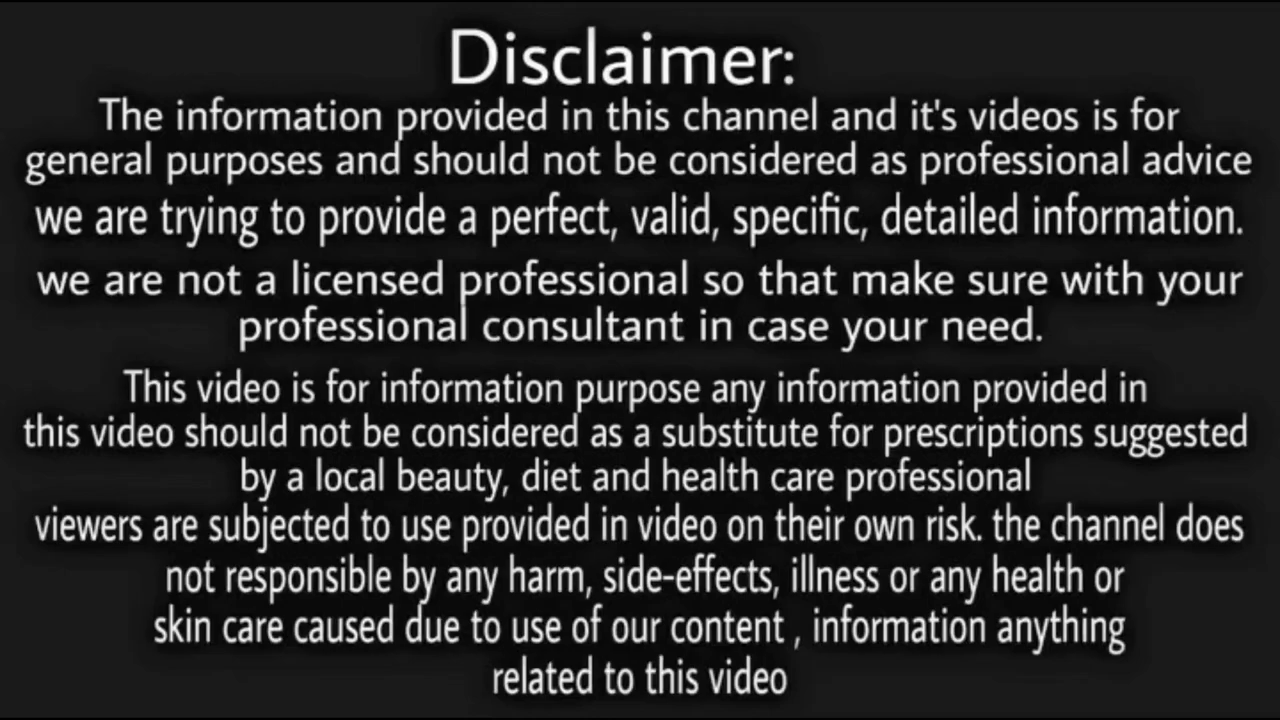 Disclaimer:
The information provided in this channel and it's videos is for
general purposes and should not be considered as professional advice
we are trying to provide a perfect, valid, specific, detailed information.
we are not a licensed professional so that make sure with your
professional consultant in case your need.
This video is for information purpose any information provided in
this video should not be considered as a substitute for prescriptions suggested
by a local beauty, diet and health care professional
viewers are subjected to use provided in video on their own risk. the channel does
not responsible by any harm, side-effects, illness or any health or
skin care caused due to use of our content , information anything
related to this video